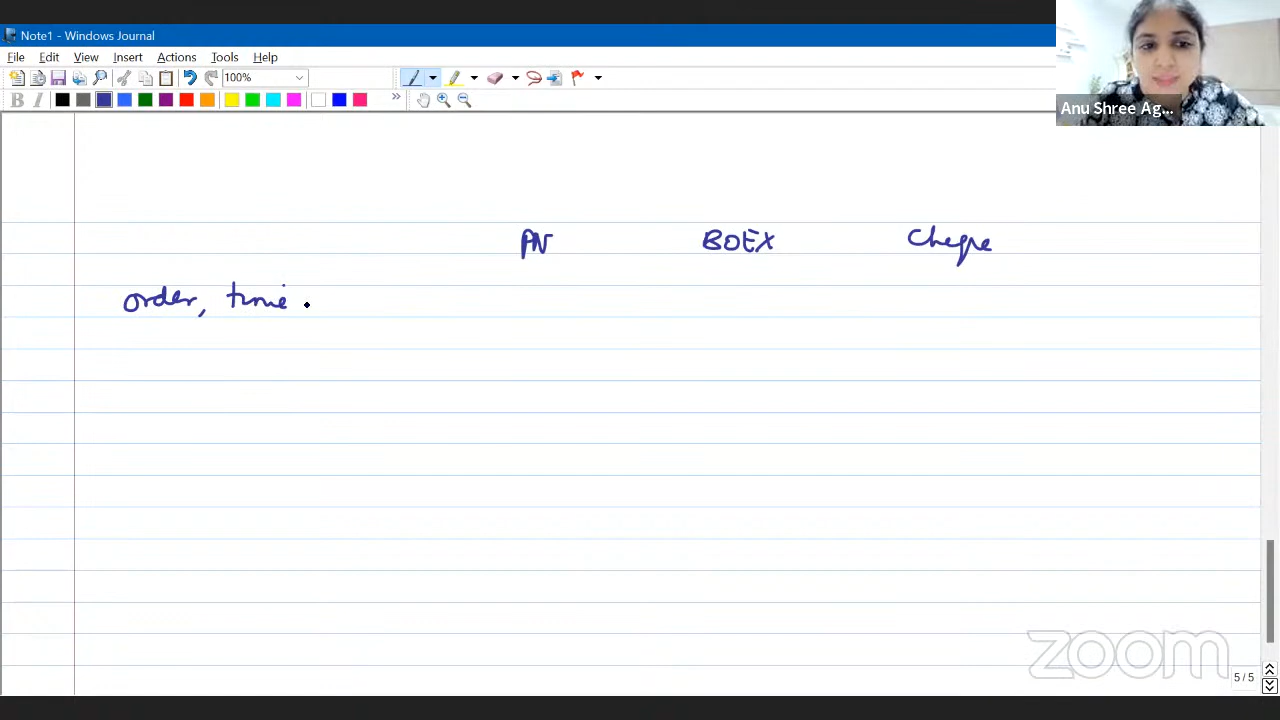 Note1 - Windows Journal
File Edit View Insert Actions Tools Help
100%
B I
Anu Shree Ag...
PN BOEX Cheque
order, time
zoom
5 / 5